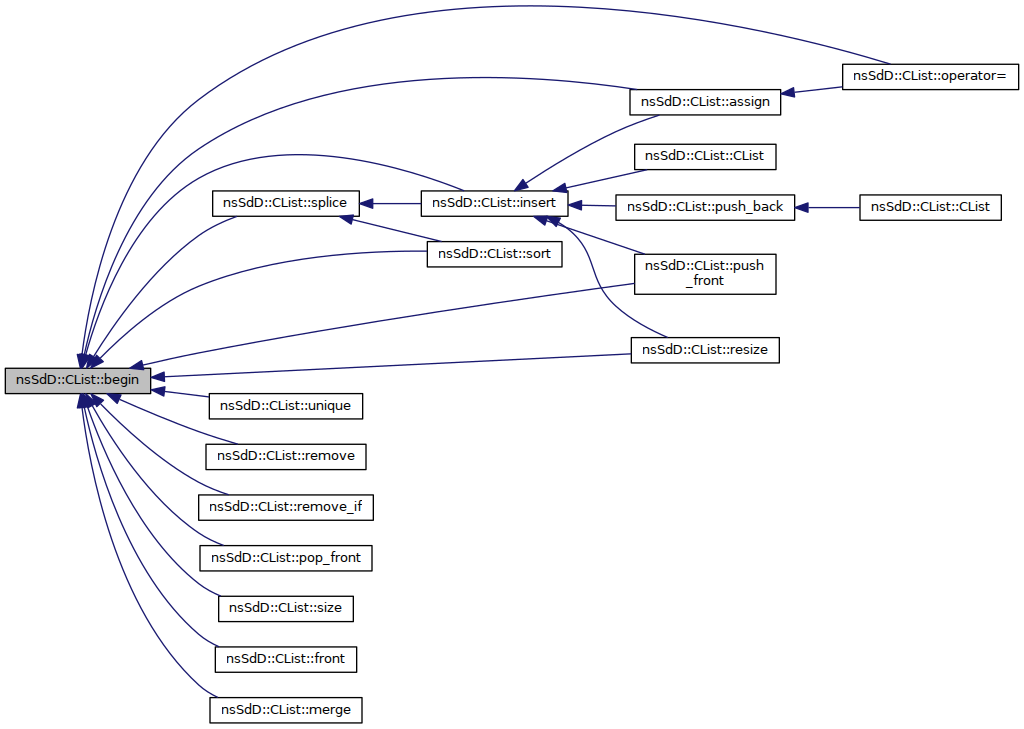 nsSdD::CList::operator=
nsSdD::CList::assign
nsSdD::CList::CList
nsSdD::CList::splice
nsSdD::CList::insert
nsSdD::CList::push_back
nsSdD::CList::CList
nsSdD::CList::sort
nsSdD::CList::push
_front
nsSdD::CList::resize
nsSdD::CList::begin
nsSdD::CList::unique
nsSdD::CList::remove
nsSdD::CList::remove_if
nsSdD::CList::pop_front
nsSdD::CList::size
nsSdD::CList::front
nsSdD::CList::merge